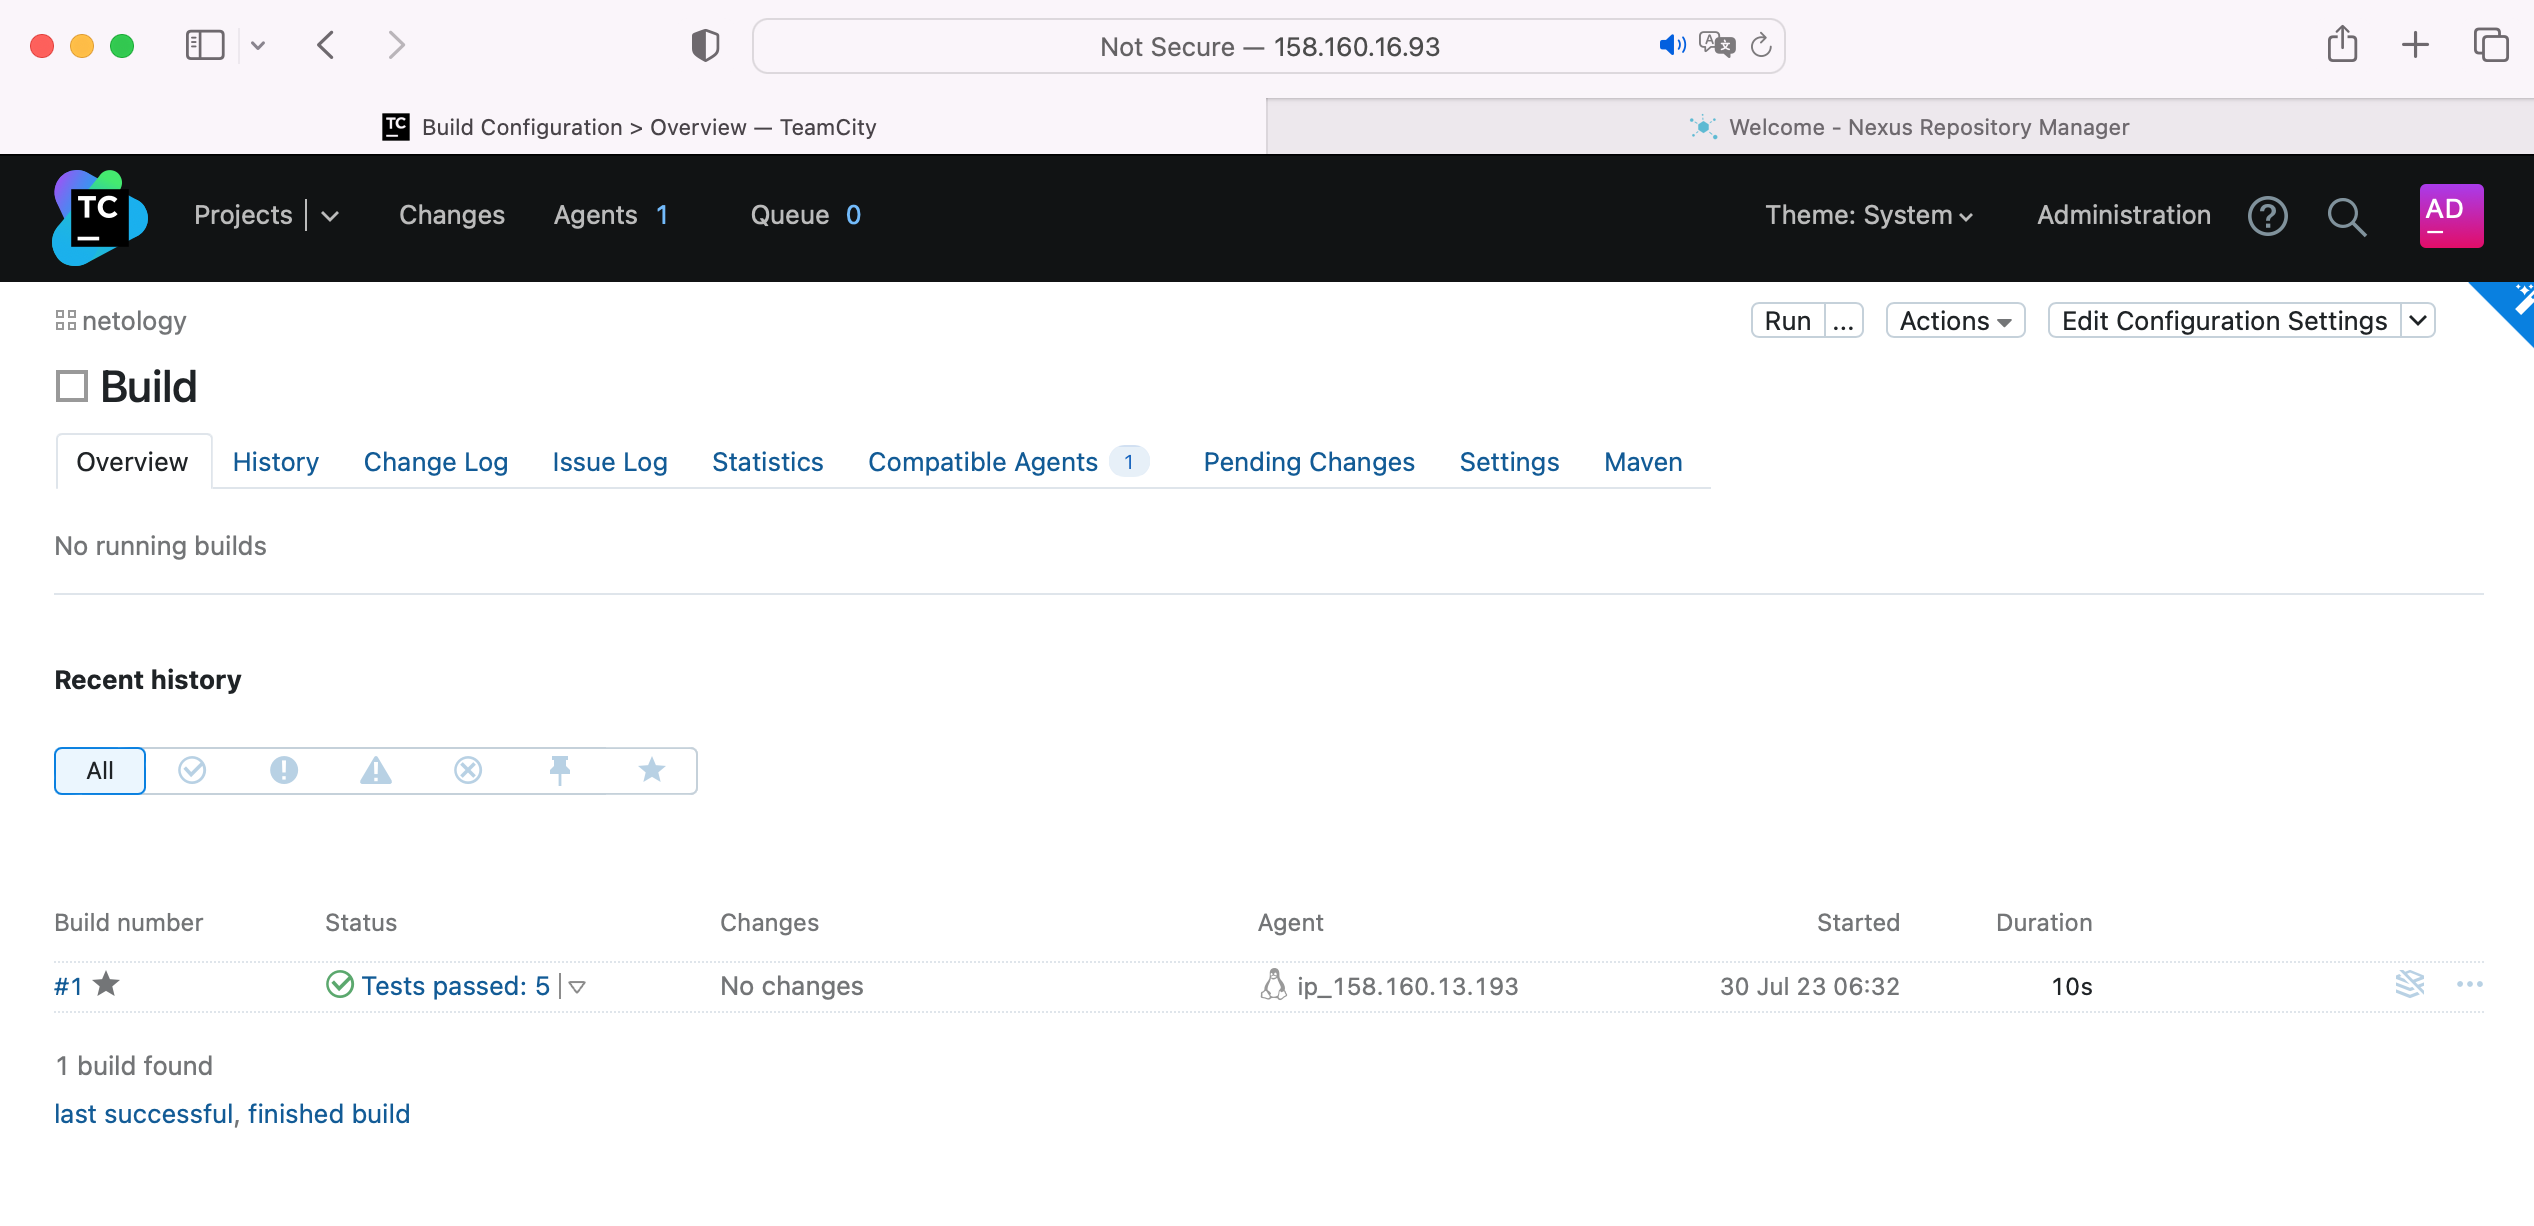 Not Secure — 158.160.16.93
TC Build Configuration > Overview — TeamCity
Welcome - Nexus Repository Manager
TC Projects Changes Agents 1 Queue 0 Theme: System Administration AD
netology
Run ... Actions Edit Configuration Settings
Build
Overview History Change Log Issue Log Statistics Compatible Agents 1 Pending Changes Settings Maven
No running builds
Recent history
All
Build number Status Changes Agent Started Duration
#1 Tests passed: 5 No changes ip_158.160.13.193 30 Jul 23 06:32 10s
1 build found
last successful, finished build